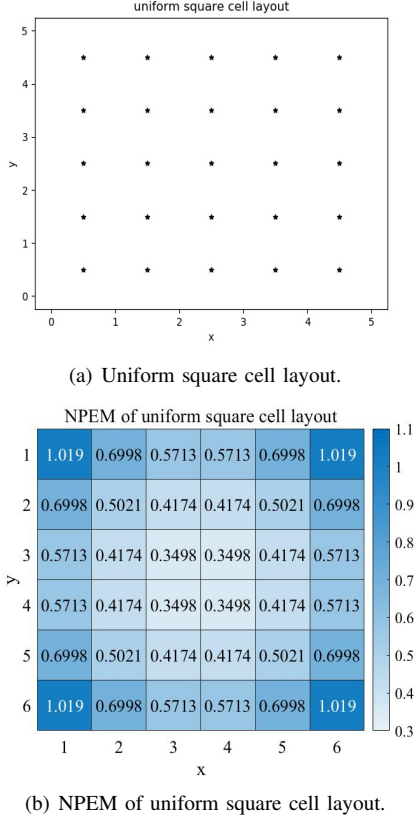 uniform square cell layout
5
4
3
2
1
0
y
0 1 2 3 4 5
x
(a) Uniform square cell layout.
NPEM of uniform square cell layout
1 1.019 0.6998 0.5713 0.5713 0.6998 1.019
2 0.6998 0.5021 0.4174 0.4174 0.5021 0.6998
3 0.5713 0.4174 0.3498 0.3498 0.4174 0.5713
4 0.5713 0.4174 0.3498 0.3498 0.4174 0.5713
5 0.6998 0.5021 0.4174 0.4174 0.5021 0.6998
6 1.019 0.6998 0.5713 0.5713 0.6998 1.019
y
1 2 3 4 5 6
x
1.1
1
0.9
0.8
0.7
0.6
0.5
0.4
0.3
(b) NPEM of uniform square cell layout.